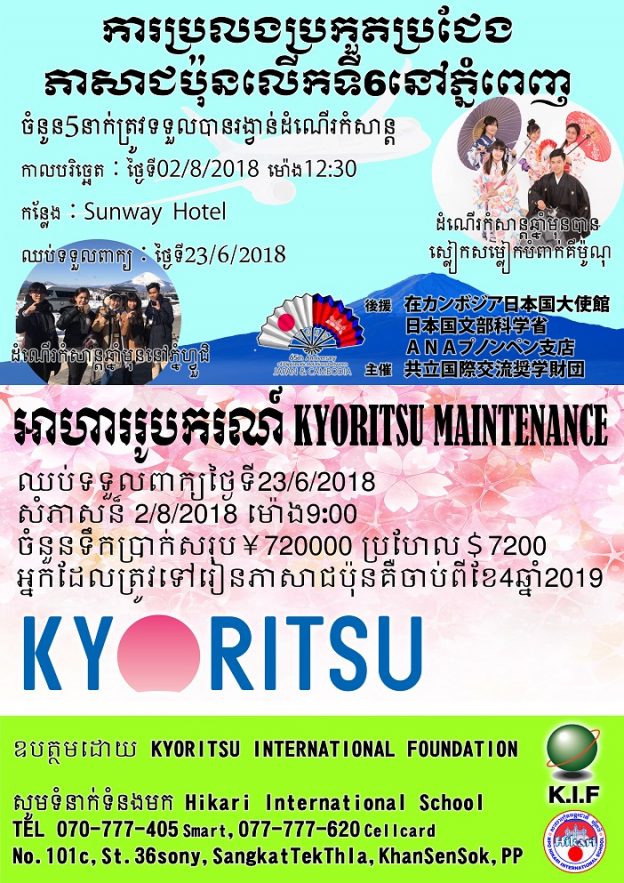 ការប្រលងប្រកួតប្រជែង
ភាសាជប៉ុនលើកទី6នៅភ្នំពេញ
ចំនួន5នាក់ត្រូវទទួលបានរង្វាន់ដំណើរកំសាន្ត
កាលបរិច្ឆេត : ថ្ងៃទី02/8/2018 ម៉ោង12:30
កន្លែង : Sunway Hotel
ឈប់ទទួលពាក្យ : ថ្ងៃទី23/6/2018
ដំណើរកំសាន្តឆ្នាំមុនបាន
ស្លៀកសម្លៀកបំពាក់គីម៉ូណូ
ដំណើរកំសាន្តឆ្នាំមុននៅភ្នំហ្វូជី
65th Anniversary
JAPAN & CAMBODIA
後援 在カンボジア日本国大使館
日本国文部科学省
ANAプノンペン支店
主催 共立国際交流奨学財団
អាហារូបករណ៍ KYORITSU MAINTENANCE
ឈប់ទទួលពាក្យថ្ងៃទី23/6/2018
សំភាសន៍ 2/8/2018 ម៉ោង9:00
ចំនួនទឹកប្រាក់សរុប ¥720000 ប្រហែល $7200
អ្នកដែលត្រូវទៅរៀនភាសាជប៉ុនគឺចាប់ពីខែ4ឆ្នាំ2019
KYORITSU
ឧបត្ថមដោយ KYORITSU INTERNATIONAL FOUNDATION
K.I.F
សូមទំនាក់ទំនងមក Hikari International School
TEL 070-777-405 Smart, 077-777-620 Cellcard
No. 101c, St. 36sony, SangkatTekThla, KhanSenSok, PP
Hikari